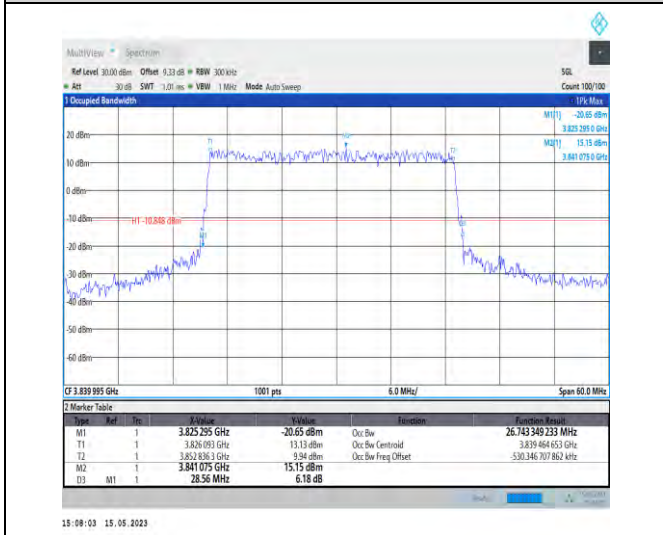 MultiView Spectrum
Ref Level 30.00 dBm Offset 9.33 dB RBW 300 kHz SGL
Att 30 dB SWT 1.01 ms VBW 1 MHz Mode Auto Sweep Count 100/100
1 Occupied Bandwidth 1Pk Max
M1[1] -20.65 dBm
3.825 295 0 GHz
M2[1] 15.15 dBm
3.841 075 0 GHz
20 dBm
10 dBm
0 dBm
-10 dBm
H1 -10.848 dBm
-20 dBm
-30 dBm
-40 dBm
-50 dBm
-60 dBm
T1
T2
CF 3.839 995 GHz 1001 pts 6.0 MHz/ Span 60.0 MHz
2 Marker Table
Type Ref Trc X-Value Y-Value Function Function Result
M1 1 3.825 295 GHz -20.65 dBm Occ Bw 26.743 349 233 MHz
T1 1 3.826 093 GHz 13.13 dBm Occ Bw Centroid 3.839 464 653 GHz
T2 1 3.852 836 3 GHz 9.94 dBm Occ Bw Freq Offset -530.346 707 862 kHz
M2 1 3.841 075 GHz 15.15 dBm
D3 M1 1 28.56 MHz 6.18 dB
15:08:03 15.05.2023